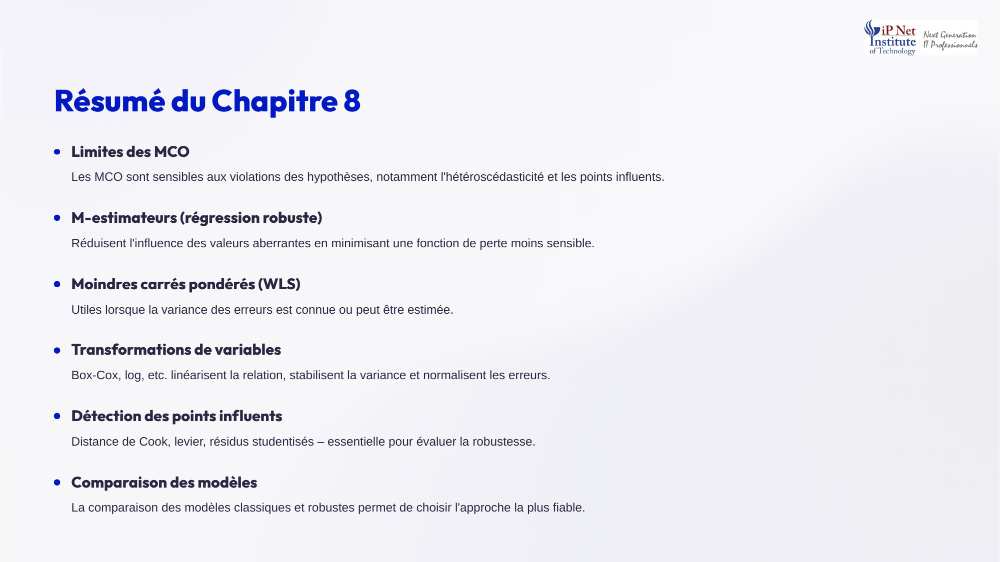 iP Net
Institute
of Technology
Next Generation
IT Professionnels
Résumé du Chapitre 8
Limites des MCO
Les MCO sont sensibles aux violations des hypothèses, notamment l'hétéroscédasticité et les points influents.
M-estimateurs (régression robuste)
Réduisent l'influence des valeurs aberrantes en minimisant une fonction de perte moins sensible.
Moindres carrés pondérés (WLS)
Utiles lorsque la variance des erreurs est connue ou peut être estimée.
Transformations de variables
Box-Cox, log, etc. linéarisent la relation, stabilisent la variance et normalisent les erreurs.
Détection des points influents
Distance de Cook, levier, résidus studentisés – essentielle pour évaluer la robustesse.
Comparaison des modèles
La comparaison des modèles classiques et robustes permet de choisir l'approche la plus fiable.